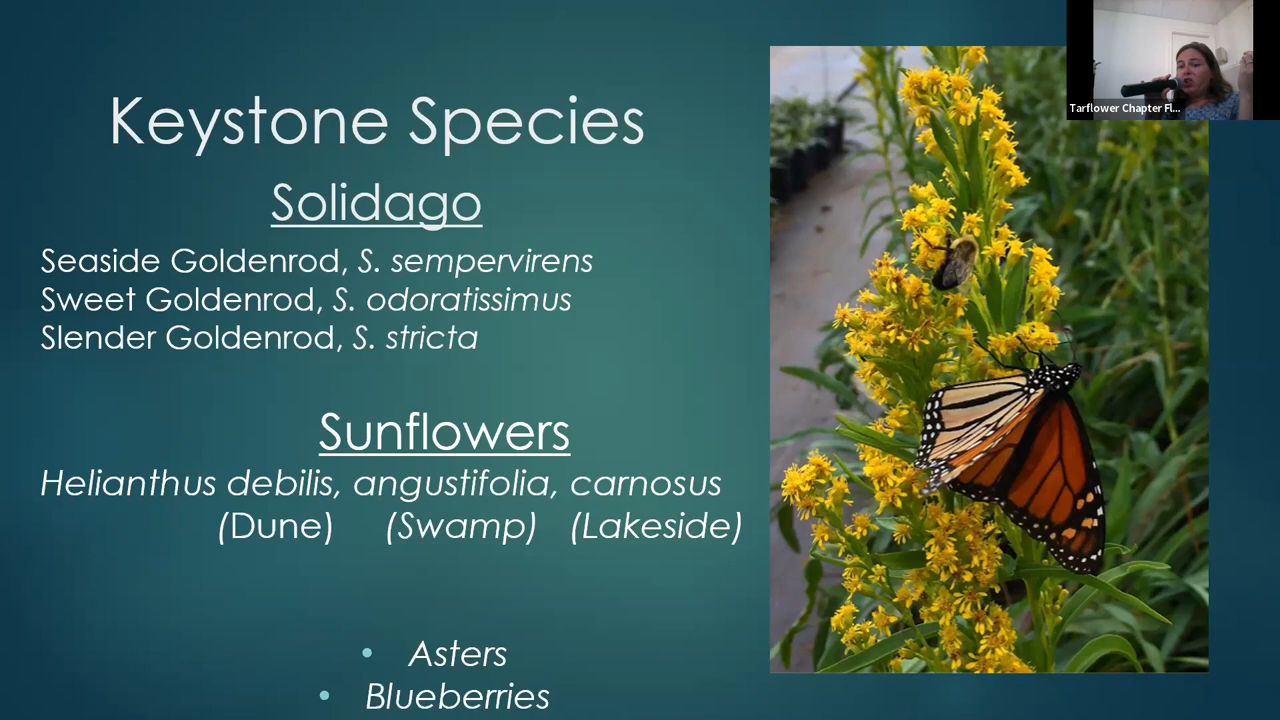 Keystone Species
Solidago
Seaside Goldenrod, S. sempervirens
Sweet Goldenrod, S. odoratissimus
Slender Goldenrod, S. stricta
Sunflowers
Helianthus debilis, angustifolia, carnosus
(Dune) (Swamp) (Lakeside)
• Asters
• Blueberries
Tarflower Chapter Fl...